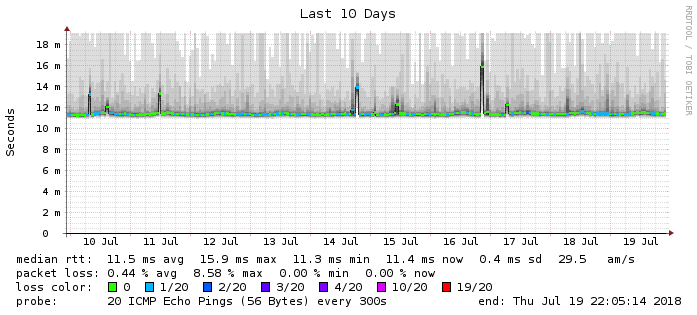 Last 10 Days
RRDTOOL / TOBI OETIKER
Seconds
18 m
16 m
14 m
12 m
10 m
8 m
6 m
4 m
2 m
0
10 Jul 11 Jul 12 Jul 13 Jul 14 Jul 15 Jul 16 Jul 17 Jul 18 Jul 19 Jul
median rtt: 11.5 ms avg 15.9 ms max 11.3 ms min 11.4 ms now 0.4 ms sd 29.5 am/s
packet loss: 0.44 % avg 8.58 % max 0.00 % min 0.00 % now
loss color: 0 1/20 2/20 3/20 4/20 10/20 19/20
probe: 20 ICMP Echo Pings (56 Bytes) every 300s end: Thu Jul 19 22:05:14 2018